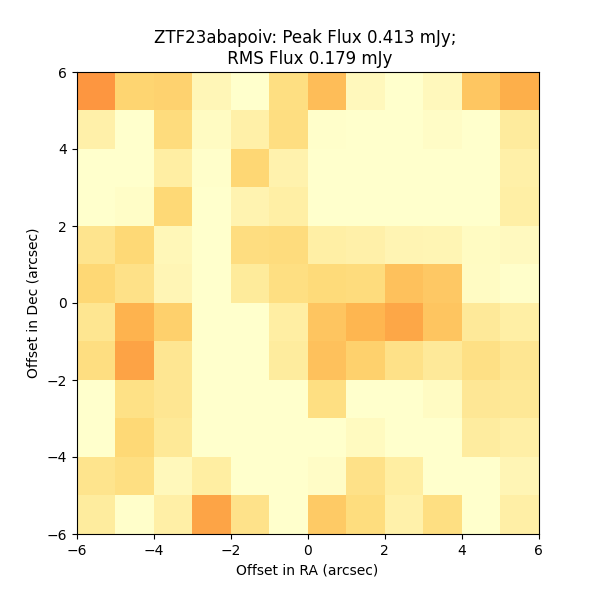 ZTF23abapoiv: Peak Flux 0.413 mJy;
RMS Flux 0.179 mJy
6
4
2
0
−2
−4
−6
Offset in Dec (arcsec)
−6 −4 −2 0 2 4 6
Offset in RA (arcsec)